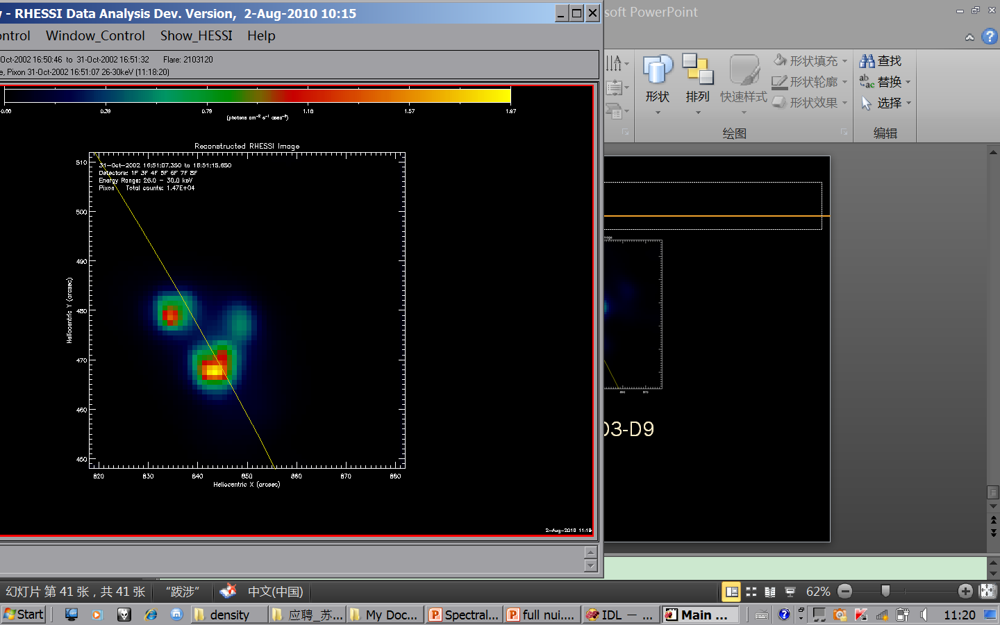 - RHESSI Data Analysis Dev. Version, 2-Aug-2010 10:15
ontrol Window_Control Show_HESSI Help
Oct-2002 16:50:46 to 31-Oct-2002 16:51:32 Flare: 2103120
e, Pixon 31-Oct-2002 16:51:07 26-30keV (11:18:20)
0.00 0.39 0.79 1.18 1.57 1.97
(photons cm⁻² s⁻¹ asec⁻²)
Reconstructed RHESSI Image
31-Oct-2002 16:51:07.350 to 16:51:15.650
Detectors: 1F 3F 4F 5F 6F 7F 8F
Energy Range: 26.0 - 30.0 keV
Pixon Total counts: 1.47E+04
510
500
490
480
470
460
450
Heliocentric Y (arcsec)
820 830 840 850 860 870 880
Heliocentric X (arcsec)
2-Aug-2010 11:19
soft PowerPoint
形状
排列
快速样式
形状填充
形状轮廓
形状效果
绘图
查找
替换
选择
编辑
D3-D9
幻灯片 第 41 张，共 41 张 “跋涉” 中文(中国) 62%
Start density 应聘_苏... My Doc... Spectral... full nui.... IDL — ... Main ... 11:20